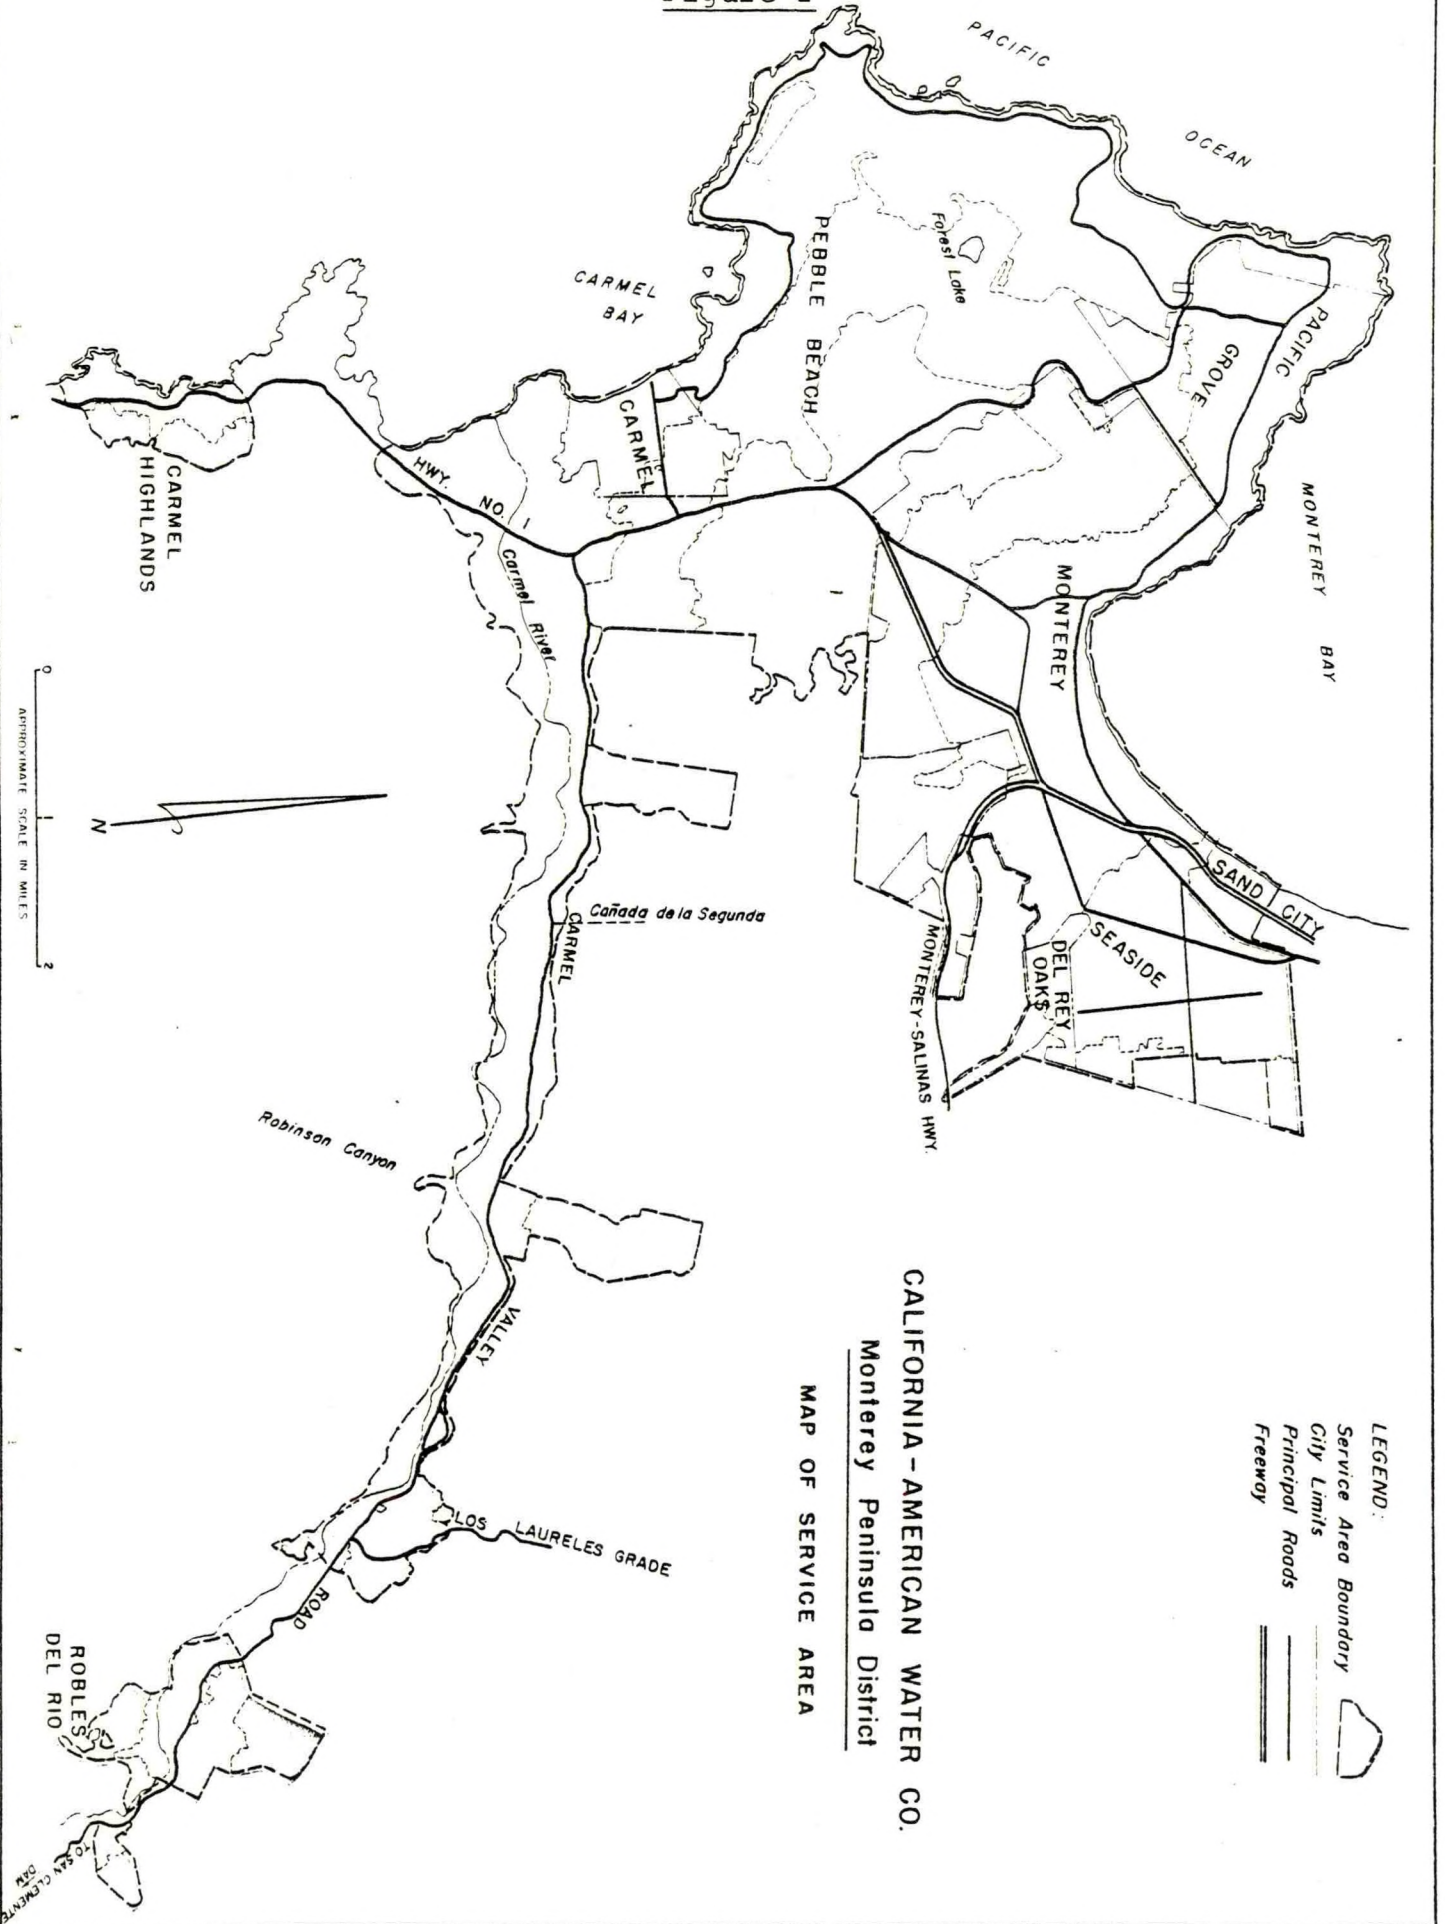 PACIFIC
OCEAN
MONTEREY
BAY
PACIFIC
GROVE
Forest Lake
PEBBLE BEACH
CARMEL
BAY
CARMEL
MONTEREY
SAND CITY
SEASIDE
DEL REY
OAKS
MONTEREY-SALINAS HWY.
HWY. NO. 1
Carmel River
CARMEL
HIGHLANDS
Cañada de la Segunda
CARMEL VALLEY ROAD
Robinson Canyon
LOS LAURELES GRADE
ROBLES
DEL RIO
TO SAN CLEMENTE
DAM
N
0 1 2
APPROXIMATE SCALE IN MILES
LEGEND:
Service Area Boundary
City Limits
Principal Roads
Freeway
CALIFORNIA-AMERICAN WATER CO.
Monterey Peninsula District
MAP OF SERVICE AREA